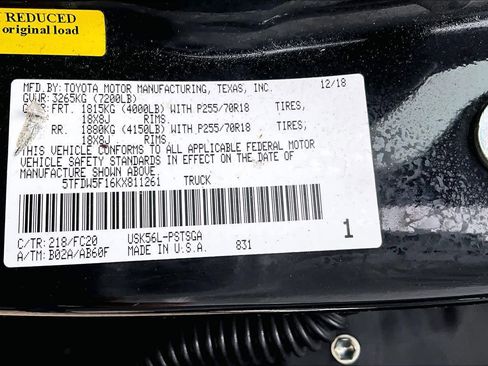 REDUCED
original load
MFD.BY: TOYOTA MOTOR MANUFACTURING, TEXAS, INC. 12/18
GVWR: 3265KG (7200LB)
FRT. 1815KG (4000LB) WITH P255/70R18 TIRES,
18X8J RIMS.
RR. 1880KG (4150LB) WITH P255/70R18 TIRES,
18X8J RIMS.
THIS VEHICLE CONFORMS TO ALL APPLICABLE FEDERAL MOTOR
VEHICLE SAFETY STANDARDS IN EFFECT ON THE DATE OF
MANUFACTURE SHOWN ABOVE.
5TFDW5F16KX811261 TRUCK
C/TR: 218/FC20 USK56L-PSTSGA 1
A/TM: B02A/AB60F MADE IN U.S.A. 831